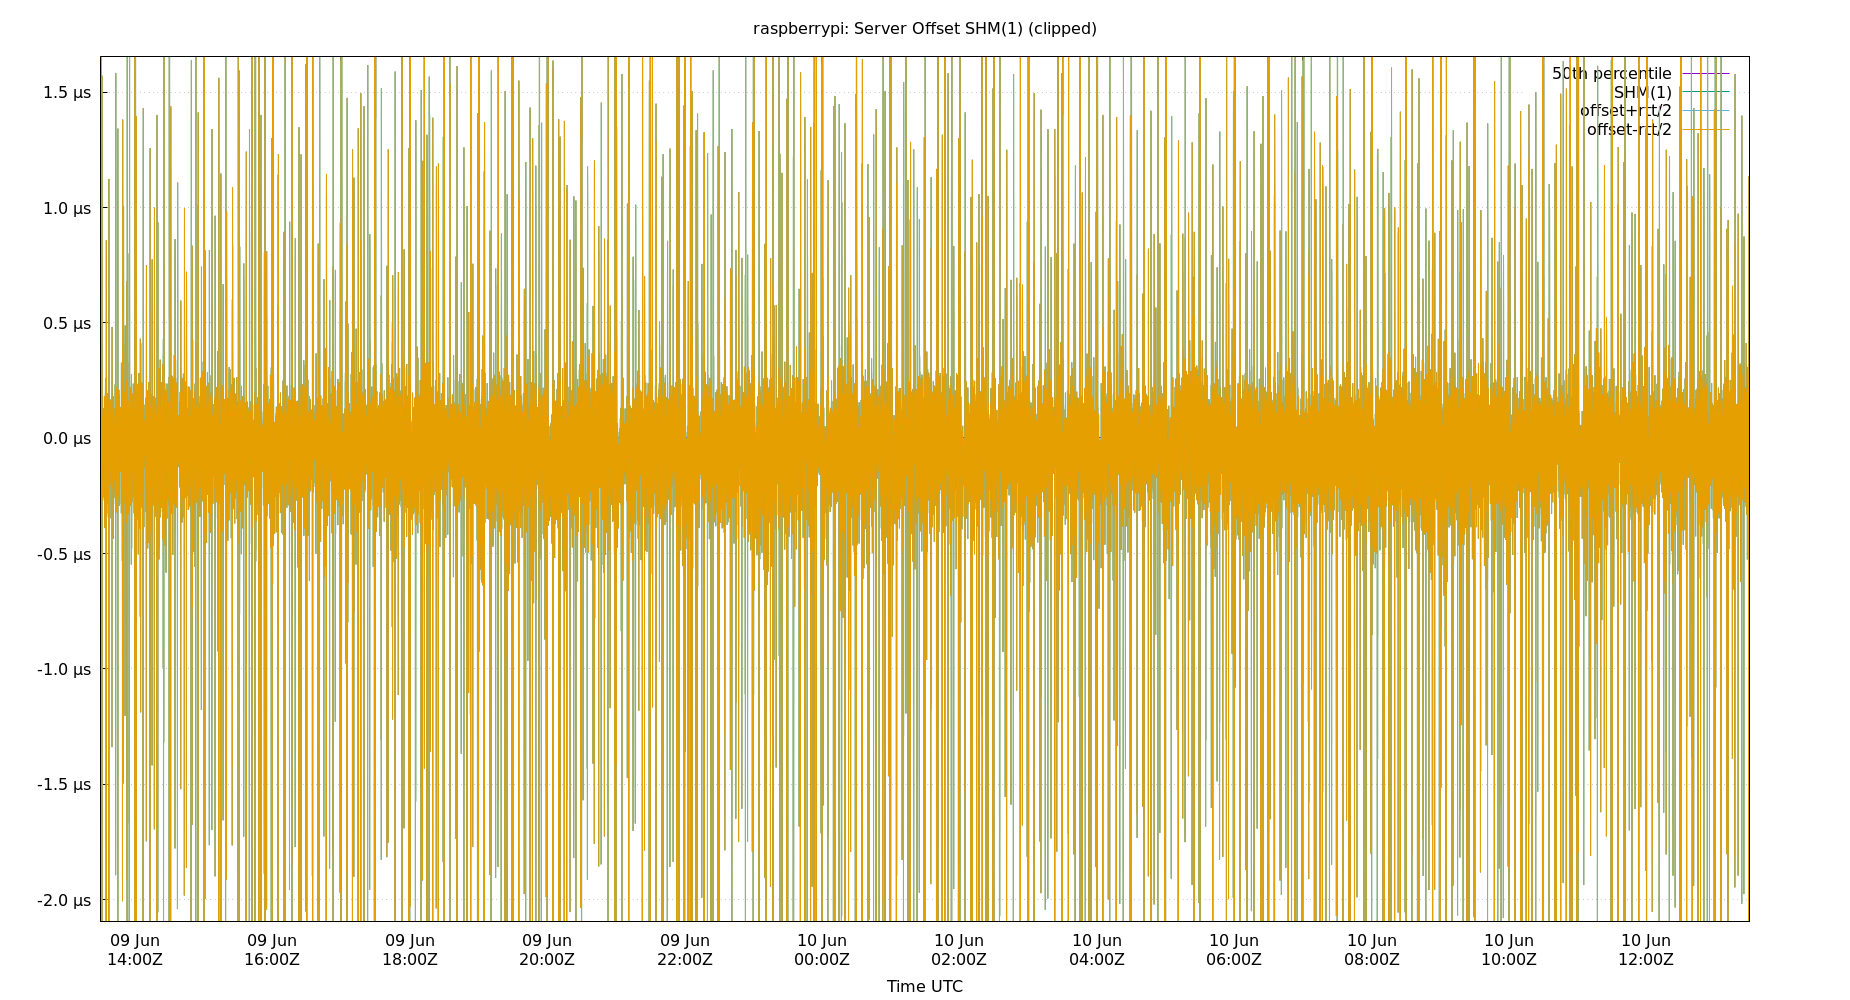 raspberrypi: Server Offset SHM(1) (clipped)
50th percentile
SHM(1)
offset+rtt/2
offset-rtt/2
1.5 µs
1.0 µs
0.5 µs
0.0 µs
-0.5 µs
-1.0 µs
-1.5 µs
-2.0 µs
09 Jun 09 Jun 09 Jun 09 Jun 09 Jun 10 Jun 10 Jun 10 Jun 10 Jun 10 Jun 10 Jun 10 Jun
14:00Z 16:00Z 18:00Z 20:00Z 22:00Z 00:00Z 02:00Z 04:00Z 06:00Z 08:00Z 10:00Z 12:00Z
Time UTC